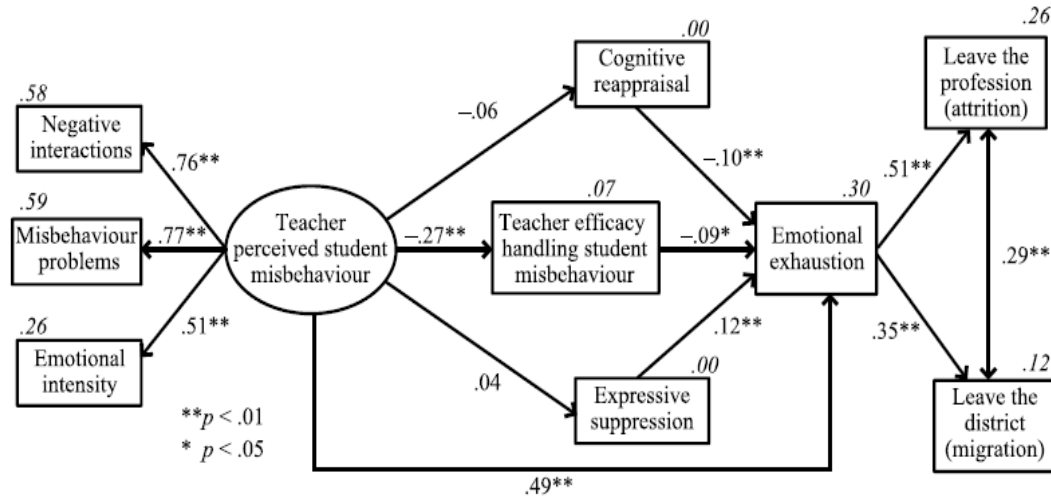 .58
Negative
interactions
.76**
.59
Misbehaviour
problems
.77**
.26
Emotional
intensity
.51**
Teacher
perceived student
misbehaviour
–.06
–.27**
.04
.49**
.00
Cognitive
reappraisal
–.10**
.07
Teacher efficacy
handling student
misbehaviour
–.09*
.00
Expressive
suppression
.12**
.30
Emotional
exhaustion
.51**
.35**
.26
Leave the
profession
(attrition)
.29**
.12
Leave the
district
(migration)
**p < .01
* p < .05